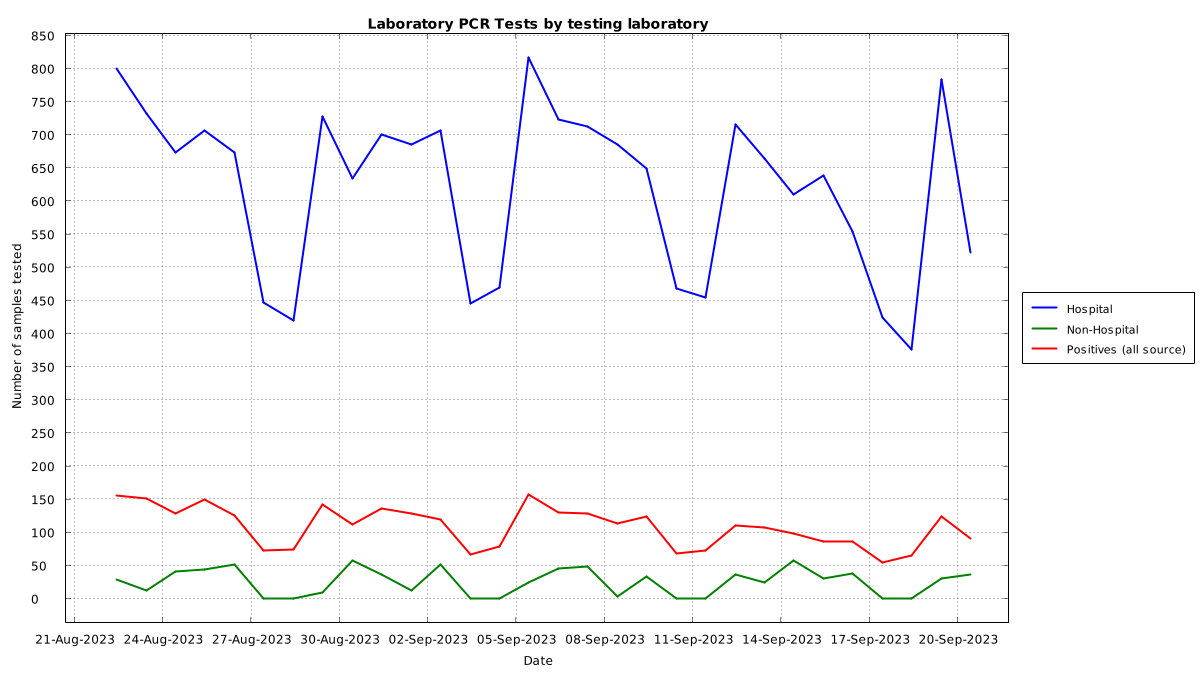 Laboratory PCR Tests by testing laboratory
850
800
750
700
650
600
550
500
450
400
350
300
250
200
150
100
50
0
Number of samples tested
21-Aug-2023 24-Aug-2023 27-Aug-2023 30-Aug-2023 02-Sep-2023 05-Sep-2023 08-Sep-2023 11-Sep-2023 14-Sep-2023 17-Sep-2023 20-Sep-2023
Date
Hospital
Non-Hospital
Positives (all source)